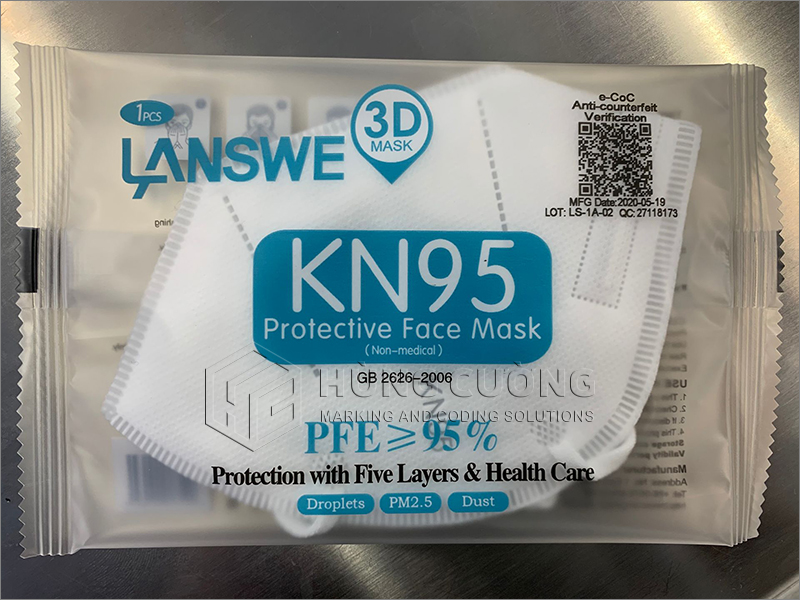 1PCS
LANSWE
3D
MASK
e-CoC
Anti-counterfeit
Verification
MFG Date:2020-05-19
LOT: LS-1A-02 QC: 27118173
KN95
Protective Face Mask
(Non-medical)
GB 2626-2006
HỒNG CƯỜNG
MARKING AND CODING SOLUTIONS
PFE≥95%
Protection with Five Layers & Health Care
Droplets PM2.5 Dust